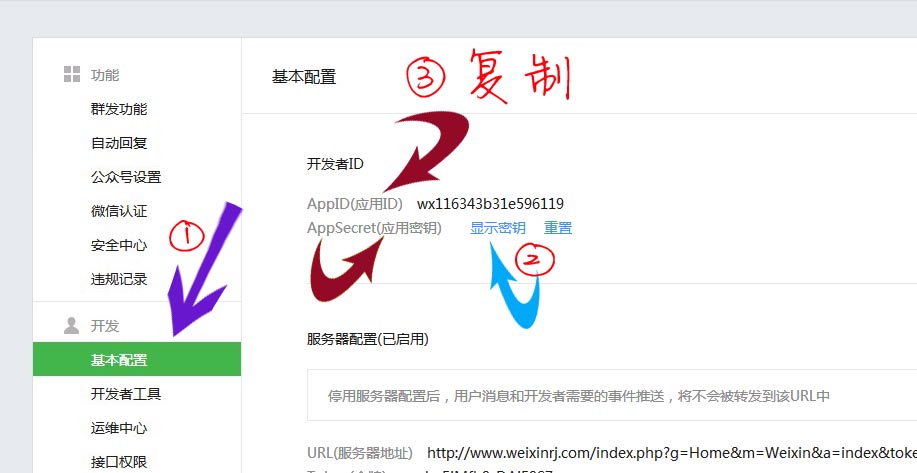 功能
群发功能
自动回复
公众号设置
微信认证
安全中心
违规记录
开发
基本配置
开发者工具
运维中心
接口权限
①
基本配置
③复制
开发者ID
AppID(应用ID) wx116343b31e596119
AppSecret(应用密钥) 显示密钥 重置
②
服务器配置(已启用)
停用服务器配置后，用户消息和开发者需要的事件推送，将不会被转发到该URL中
URL(服务器地址) http://www.weixinrj.com/index.php?g=Home&m=Weixin&a=index&toke